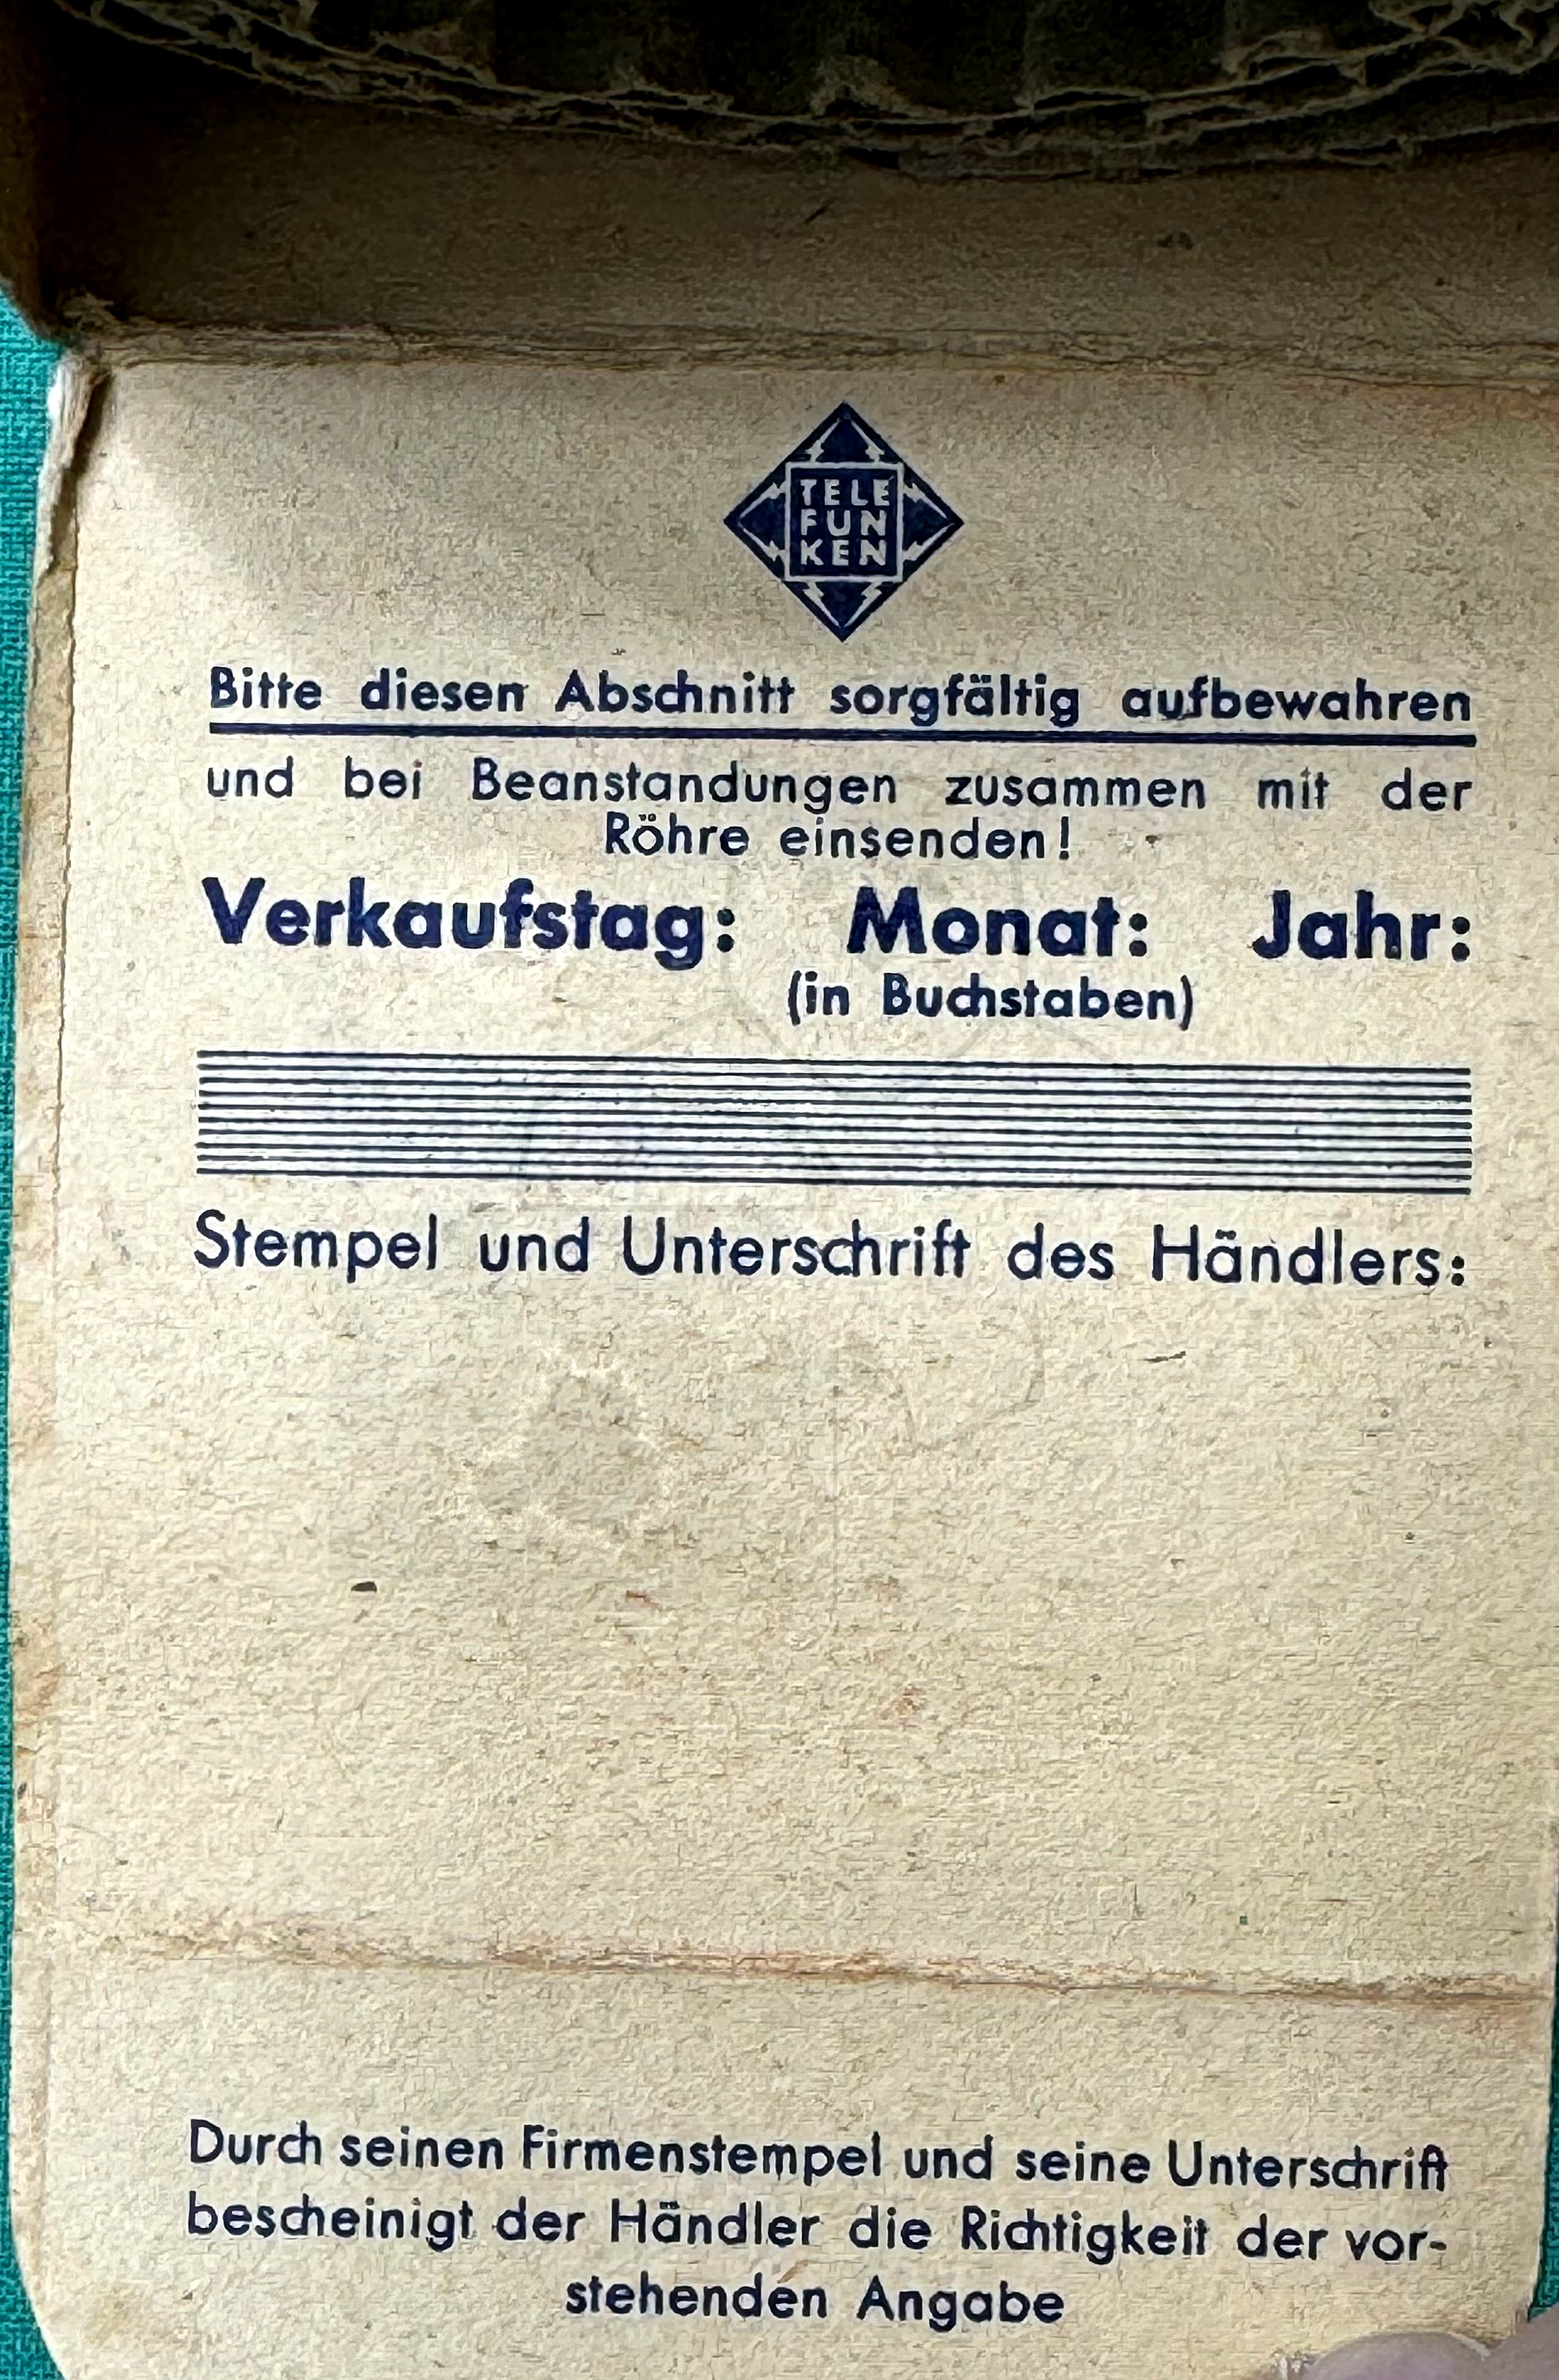 TELE
FUN
KEN
Bitte diesen Abschnitt sorgfältig aufbewahren
und bei Beanstandungen zusammen mit der
Röhre einsenden!
Verkaufstag: Monat: Jahr:
(in Buchstaben)
Stempel und Unterschrift des Händlers:
Durch seinen Firmenstempel und seine Unterschrift
bescheinigt der Händler die Richtigkeit der vor-
stehenden Angabe